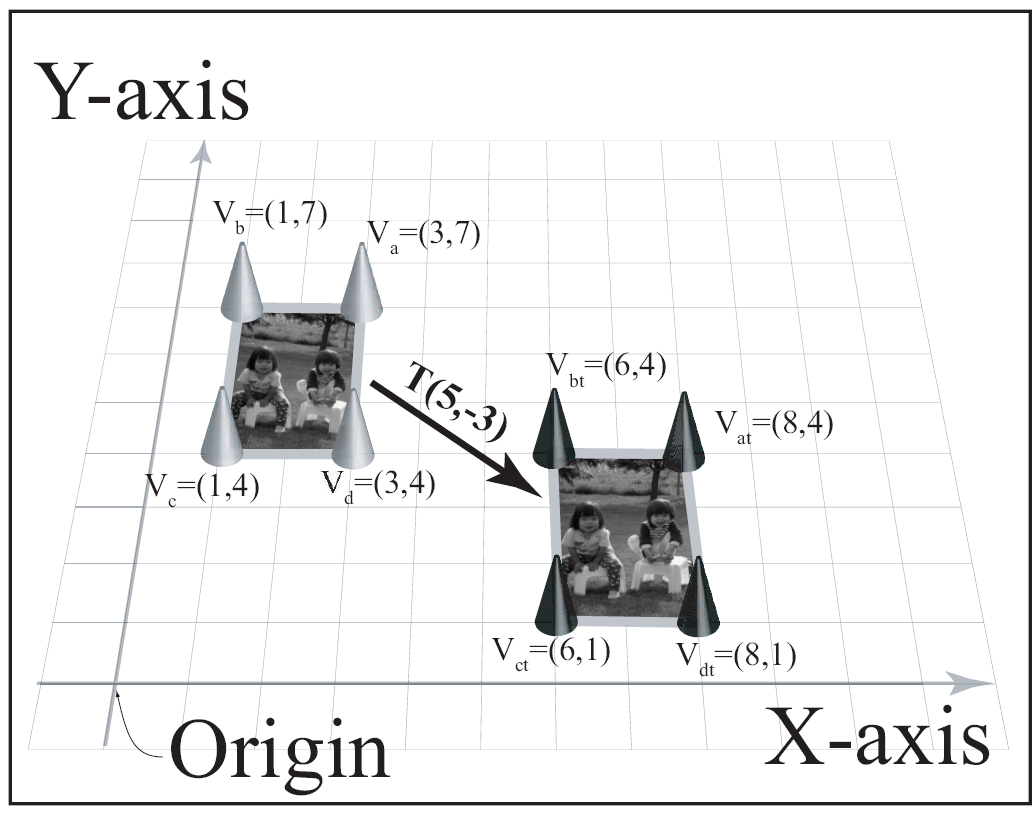 Y-axis
V_b=(1,7)
V_a=(3,7)
T(5,-3)
V_bt=(6,4)
V_at=(8,4)
V_c=(1,4)
V_d=(3,4)
V_ct=(6,1)
V_dt=(8,1)
Origin
X-axis